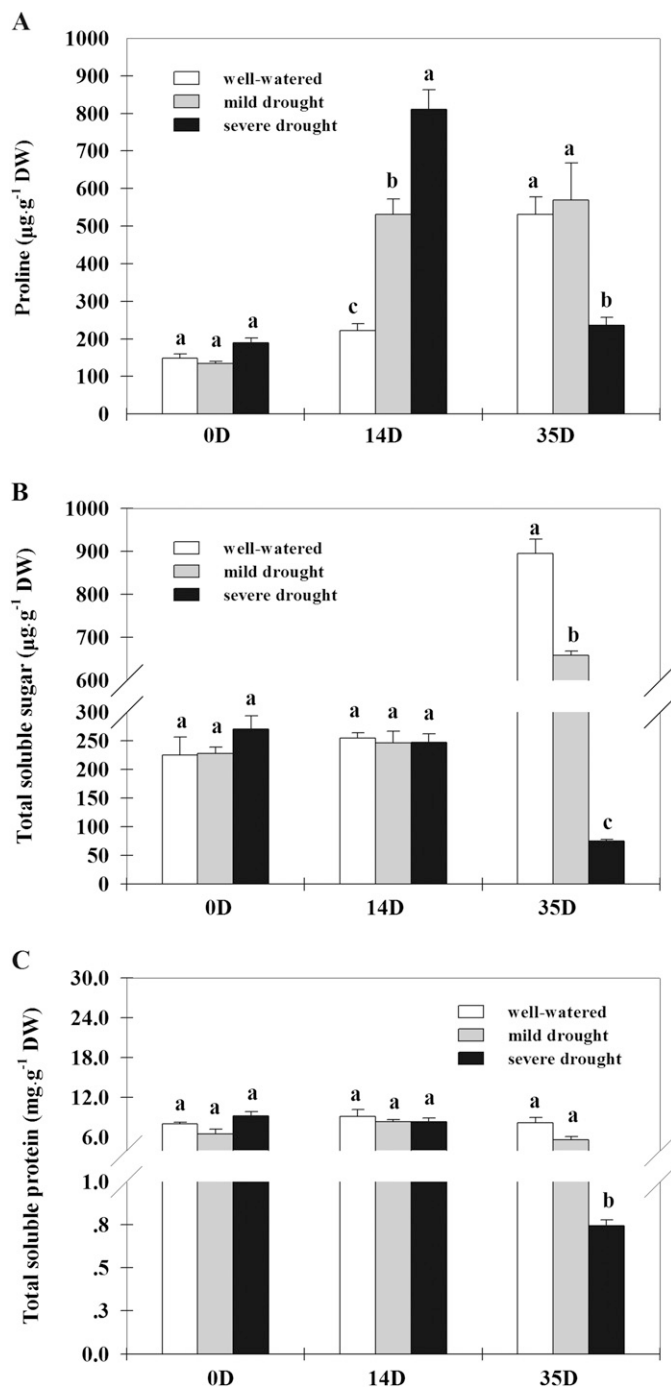 A
1000
900
800
700
600
500
400
300
200
100
0
Proline (µg·g⁻¹ DW)
well-watered
mild drought
severe drought
a a a
c b a
a a b
0D 14D 35D
B
1000
900
800
700
600
300
250
200
150
100
50
0
Total soluble sugar (µg·g⁻¹ DW)
well-watered
mild drought
severe drought
a a a
a a a
a b c
0D 14D 35D
C
30.0
24.0
18.0
12.0
6.0
1.0
.8
.5
.3
0.0
Total soluble protein (mg·g⁻¹ DW)
well-watered
mild drought
severe drought
a a a
a a a
a a b
0D 14D 35D